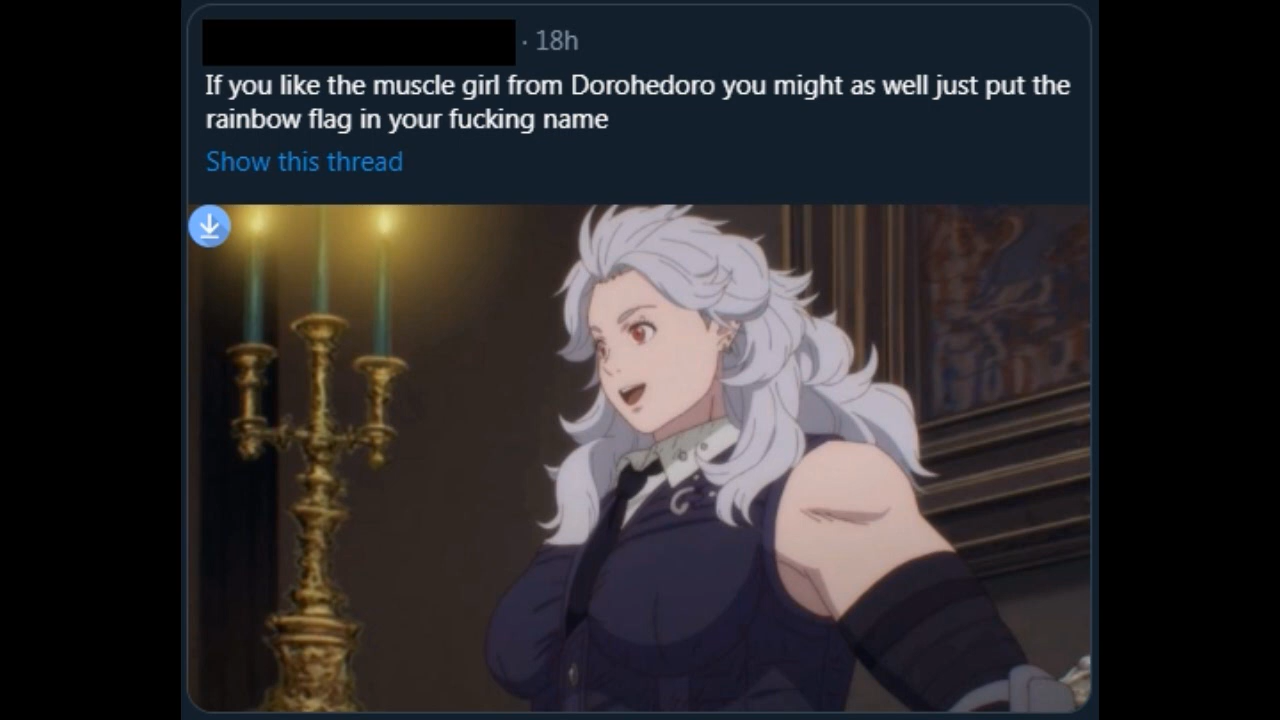 · 18h
If you like the muscle girl from Dorohedoro you might as well just put the
rainbow flag in your fucking name
Show this thread